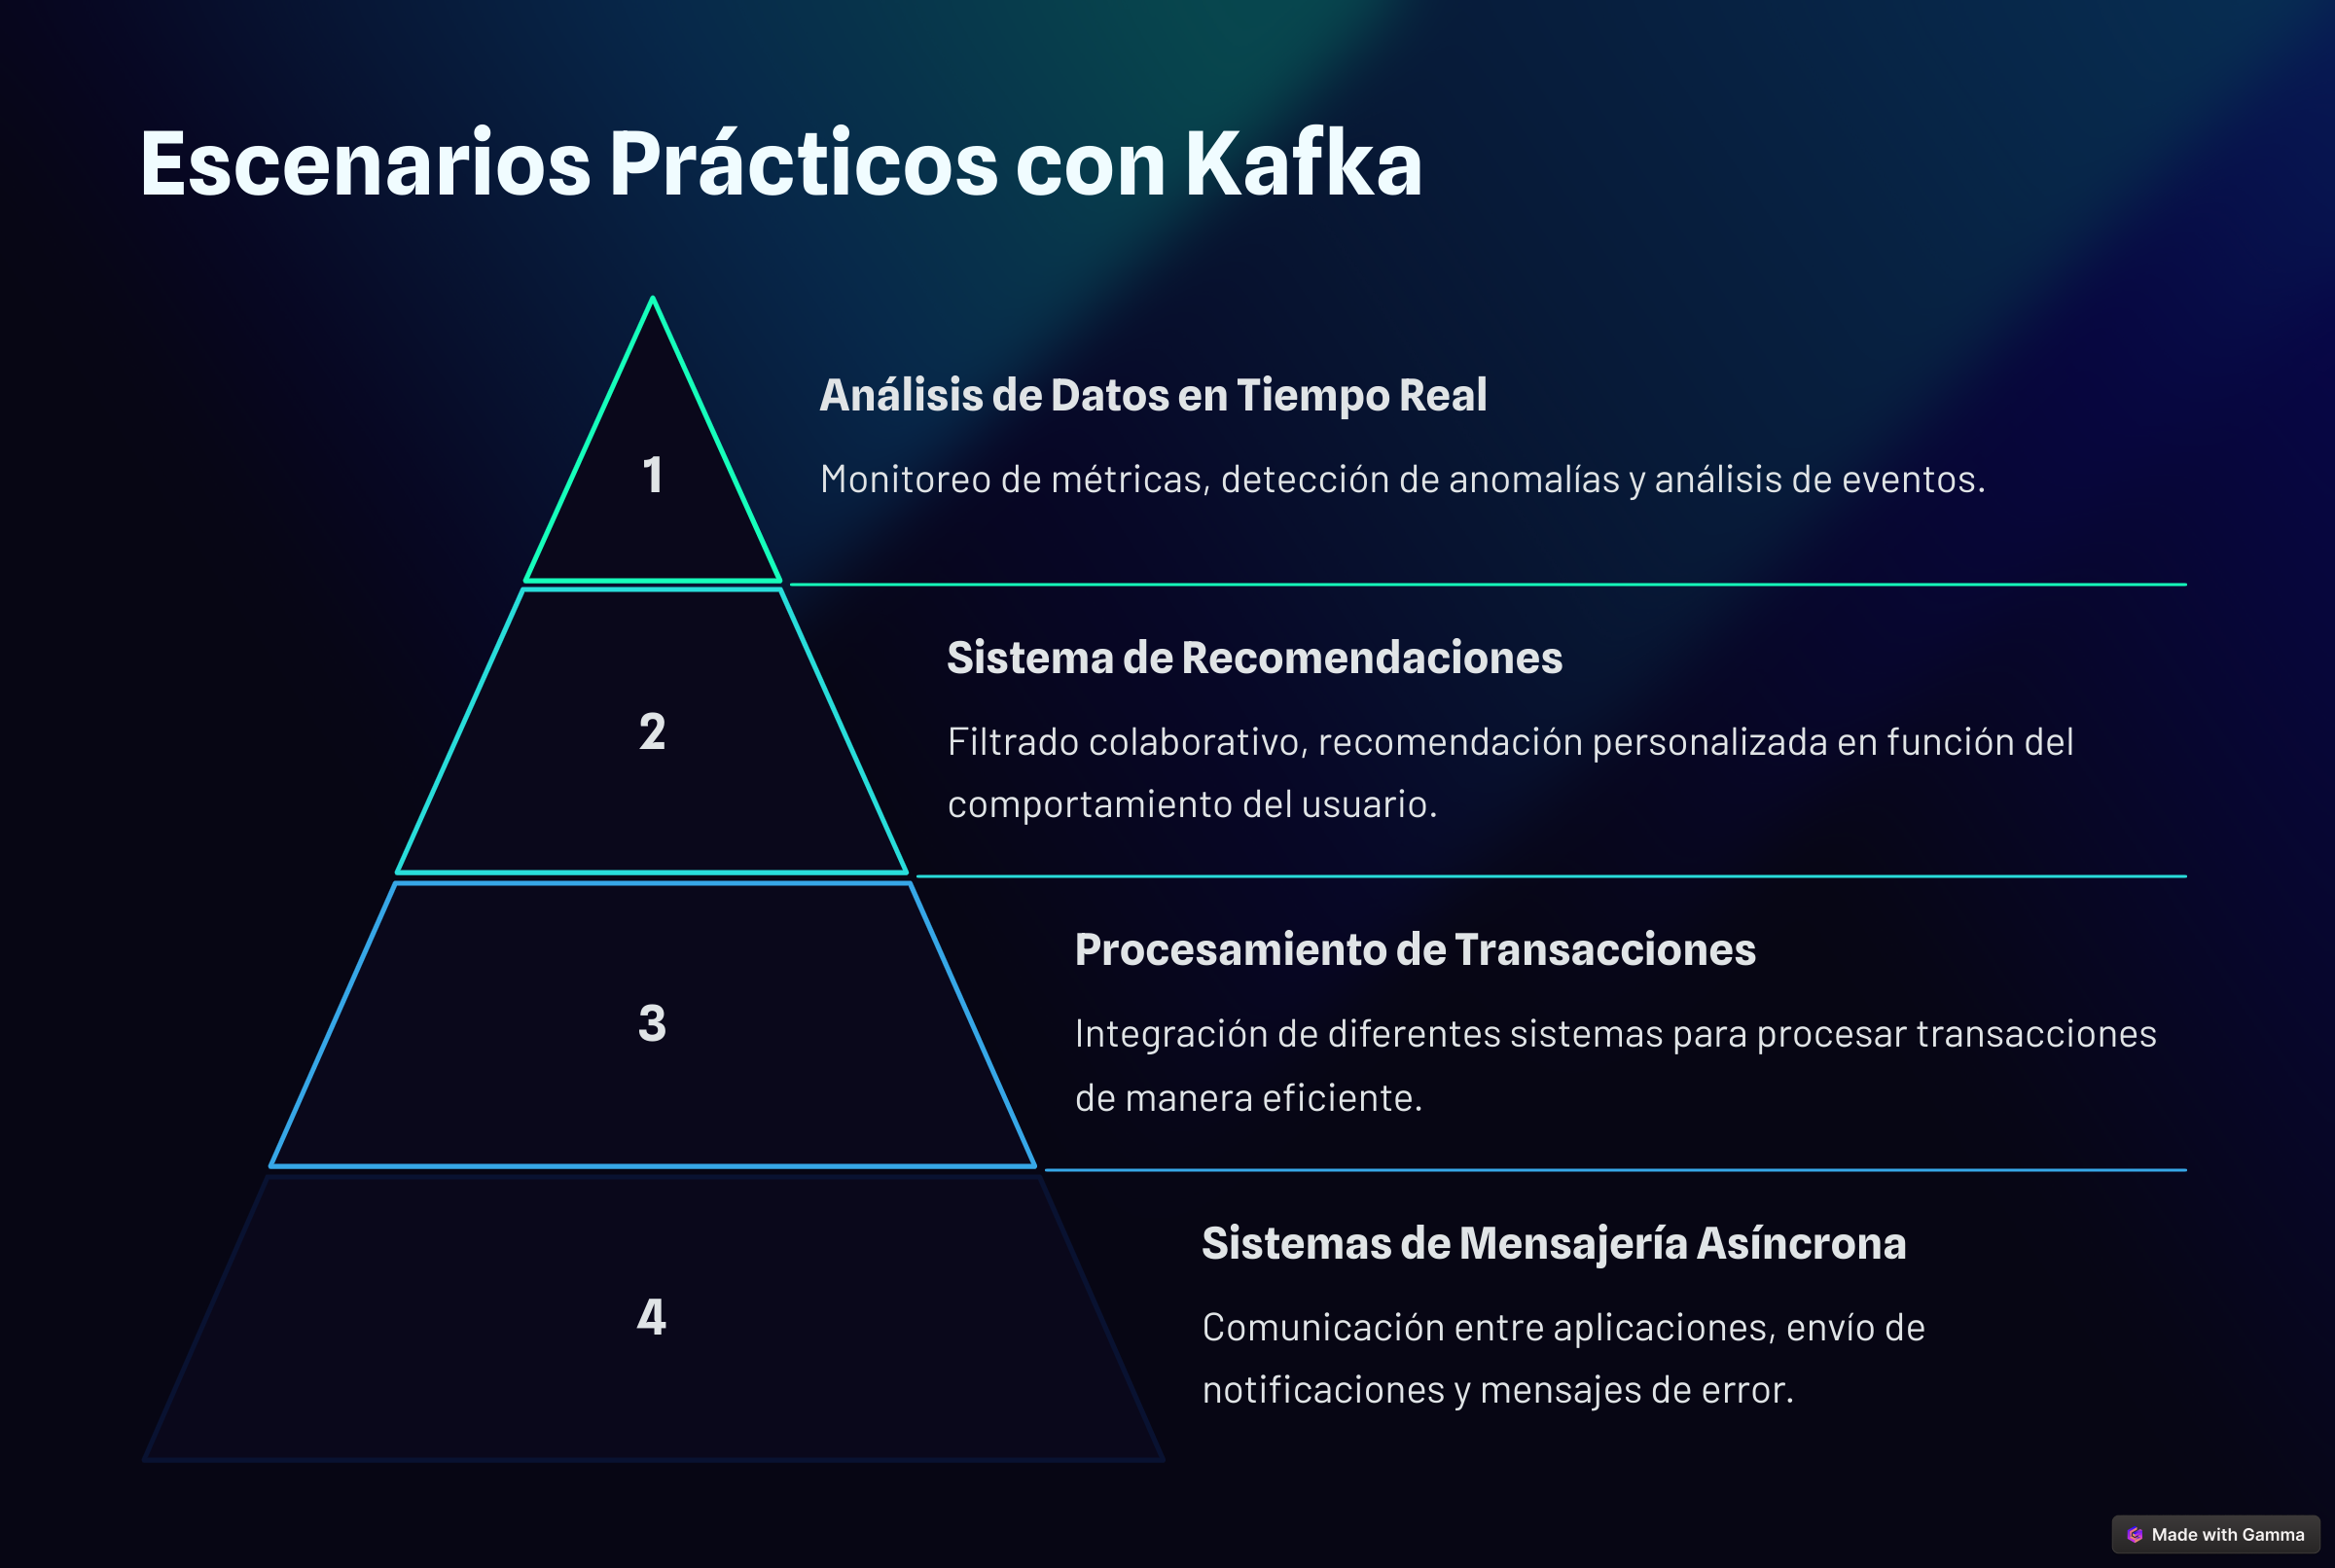 Escenarios Prácticos con Kafka
1
Análisis de Datos en Tiempo Real
Monitoreo de métricas, detección de anomalías y análisis de eventos.
2
Sistema de Recomendaciones
Filtrado colaborativo, recomendación personalizada en función del
comportamiento del usuario.
3
Procesamiento de Transacciones
Integración de diferentes sistemas para procesar transacciones
de manera eficiente.
4
Sistemas de Mensajería Asíncrona
Comunicación entre aplicaciones, envío de
notificaciones y mensajes de error.
Made with Gamma